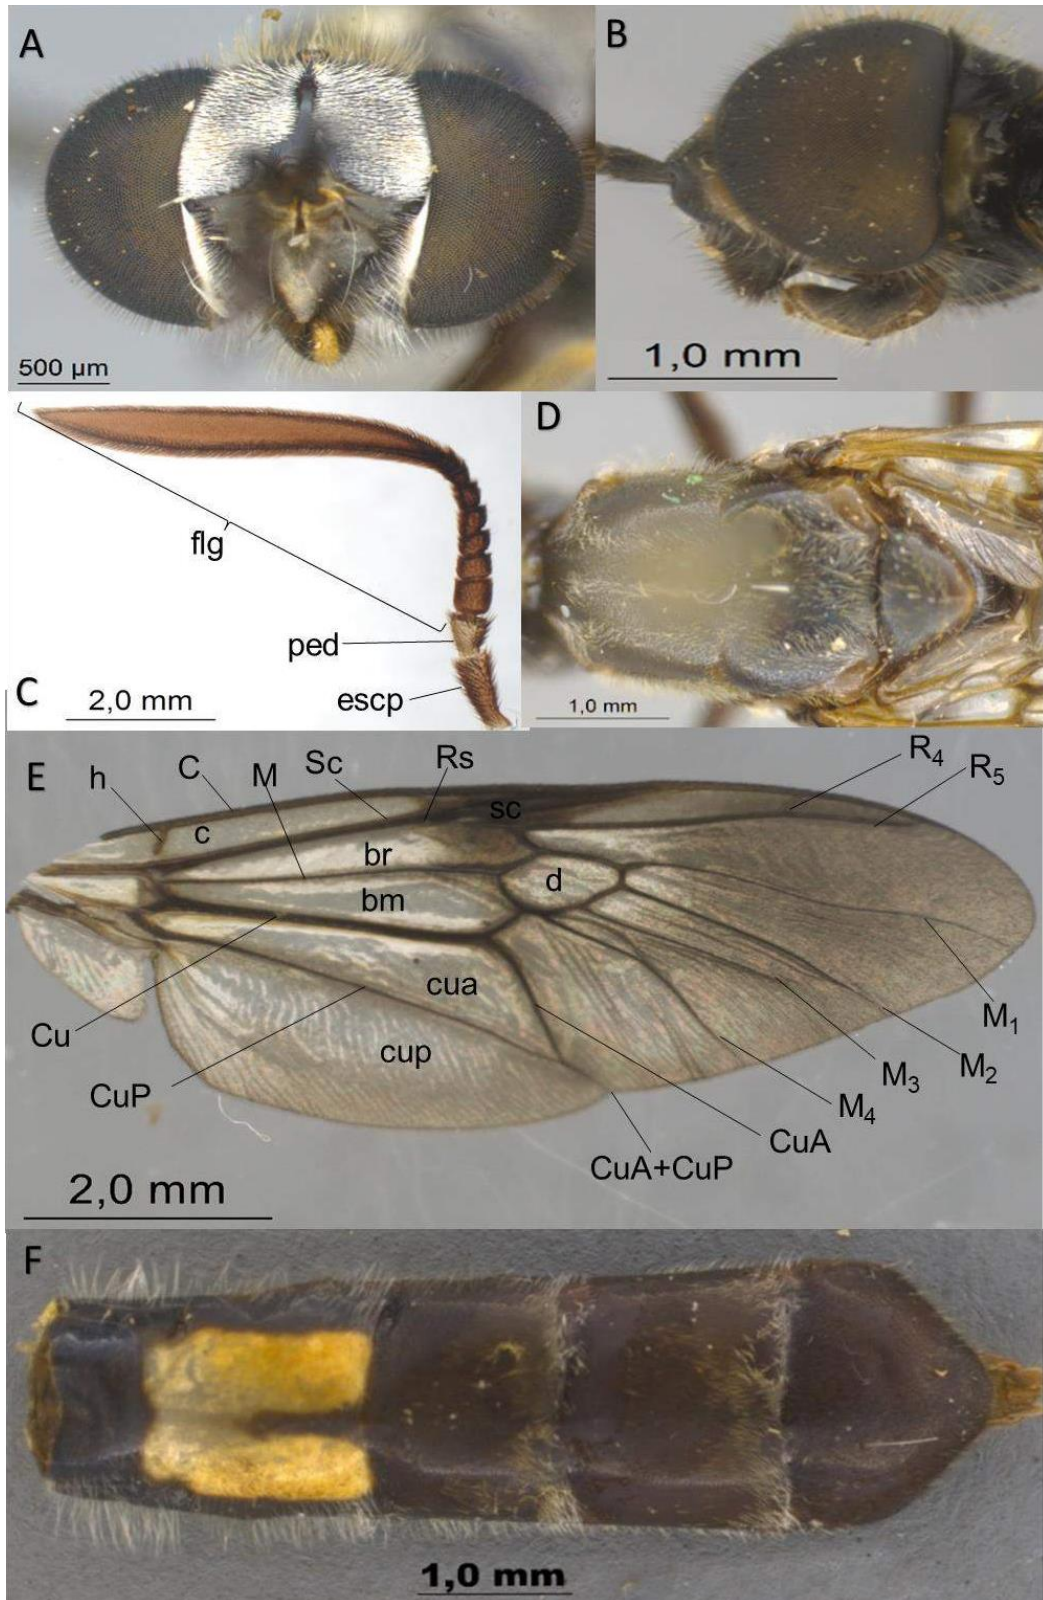 A
B
500 µm
1,0 mm
flg
ped
escp
C
2,0 mm
D
1,0 mm
E
h
C
M
Sc
Rs
R4
R5
c
sc
br
d
bm
cua
cup
Cu
CuP
M1
M2
M3
M4
CuA
CuA+CuP
2,0 mm
F
1,0 mm